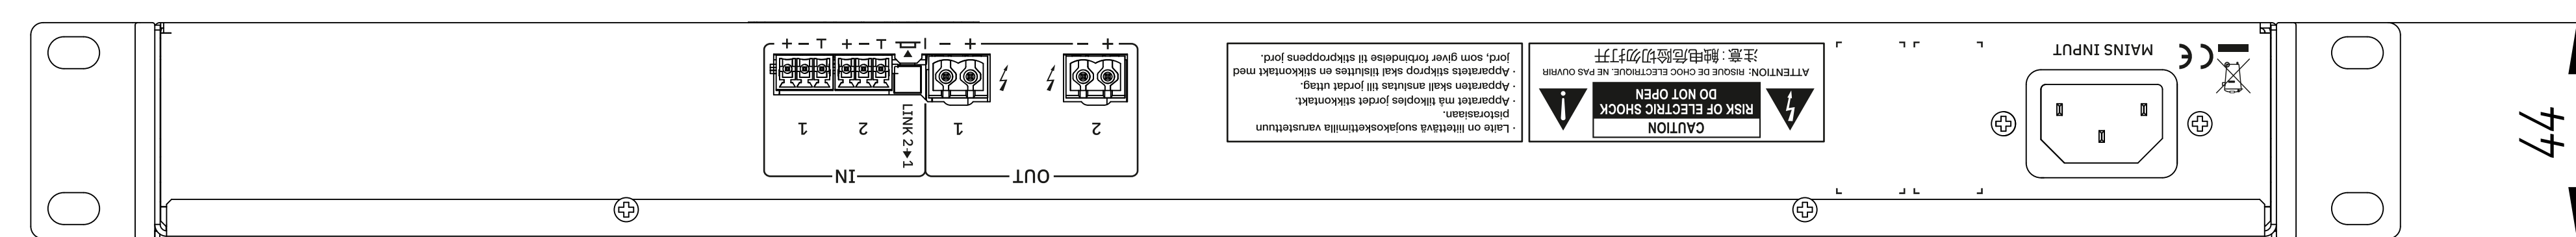 44
CE
MAINS INPUT
CAUTION
RISK OF ELECTRIC SHOCK
DO NOT OPEN
ATTENTION: RISQUE DE CHOC ELECTRIQUE. NE PAS OUVRIR
注意:触电危险切勿打开
· Laite on liitettävä suojakoskettimilla varustettuun
pistorasiaan.
· Apparatet må tilkoples jordet stikkontakt.
· Apparaten skall anslutas till jordat uttag.
· Apparatets stikprop skal tilsluttes en stikkontakt med
jord, som giver forbindelse til stikproppens jord.
OUT
2
1
+ −
+ −
LINK 2➔1
IN
2
1
⊥ − +
⊥ − +